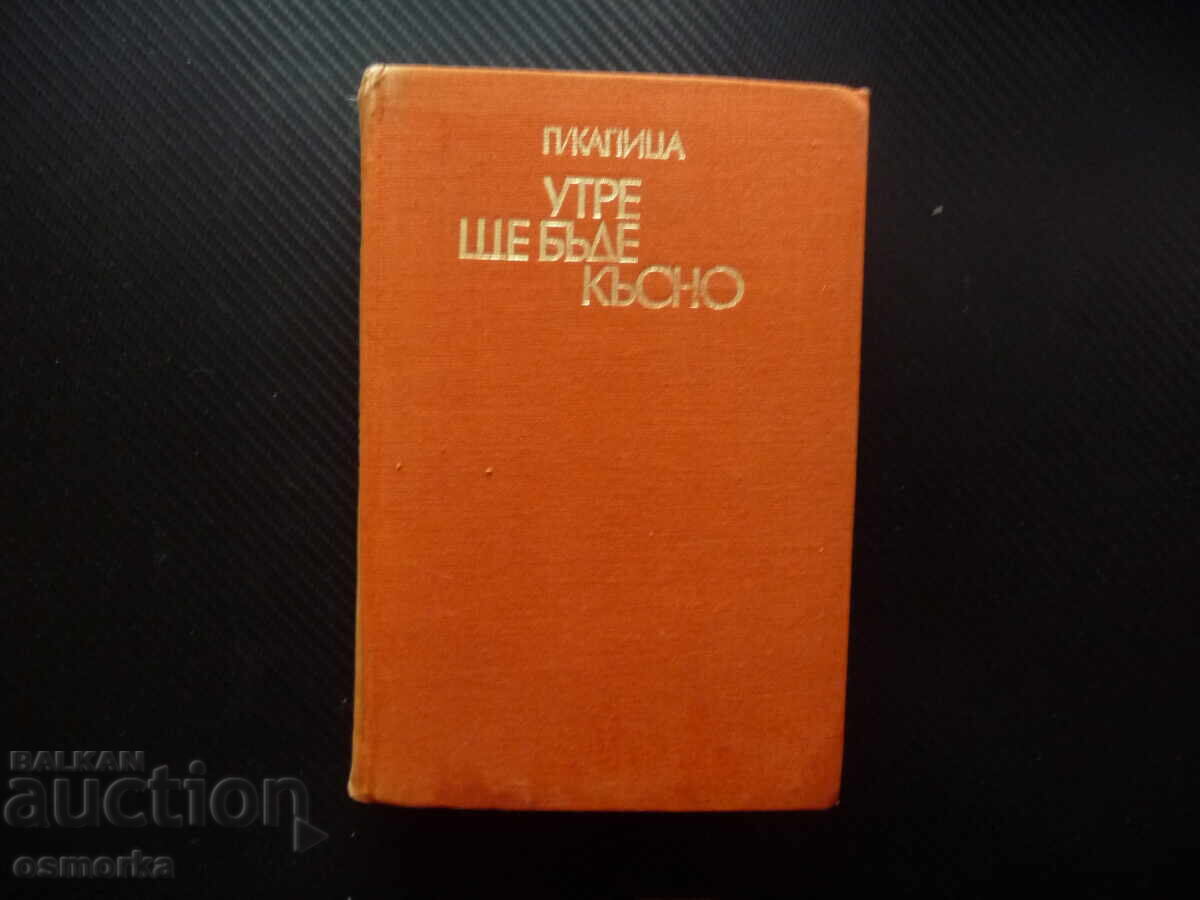 П.КАПИЦА
УТРЕ
ЩЕ БЪДЕ
КЪСНО
BALKAN
auction
osmorka